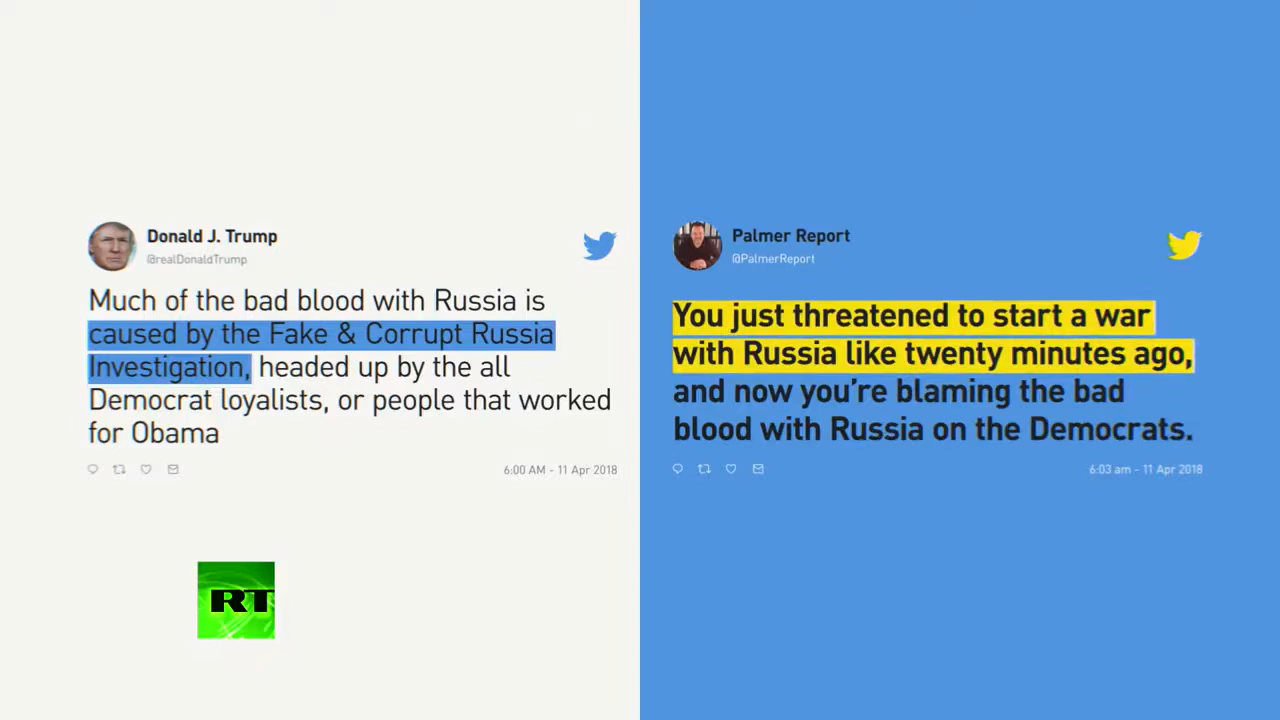 Donald J. Trump
@realDonaldTrump
Much of the bad blood with Russia is
caused by the Fake & Corrupt Russia
Investigation, headed up by the all
Democrat loyalists, or people that worked
for Obama
6:00 AM - 11 Apr 2018
Palmer Report
@PalmerReport
You just threatened to start a war
with Russia like twenty minutes ago,
and now you're blaming the bad
blood with Russia on the Democrats.
6:03 am - 11 Apr 2018
RT